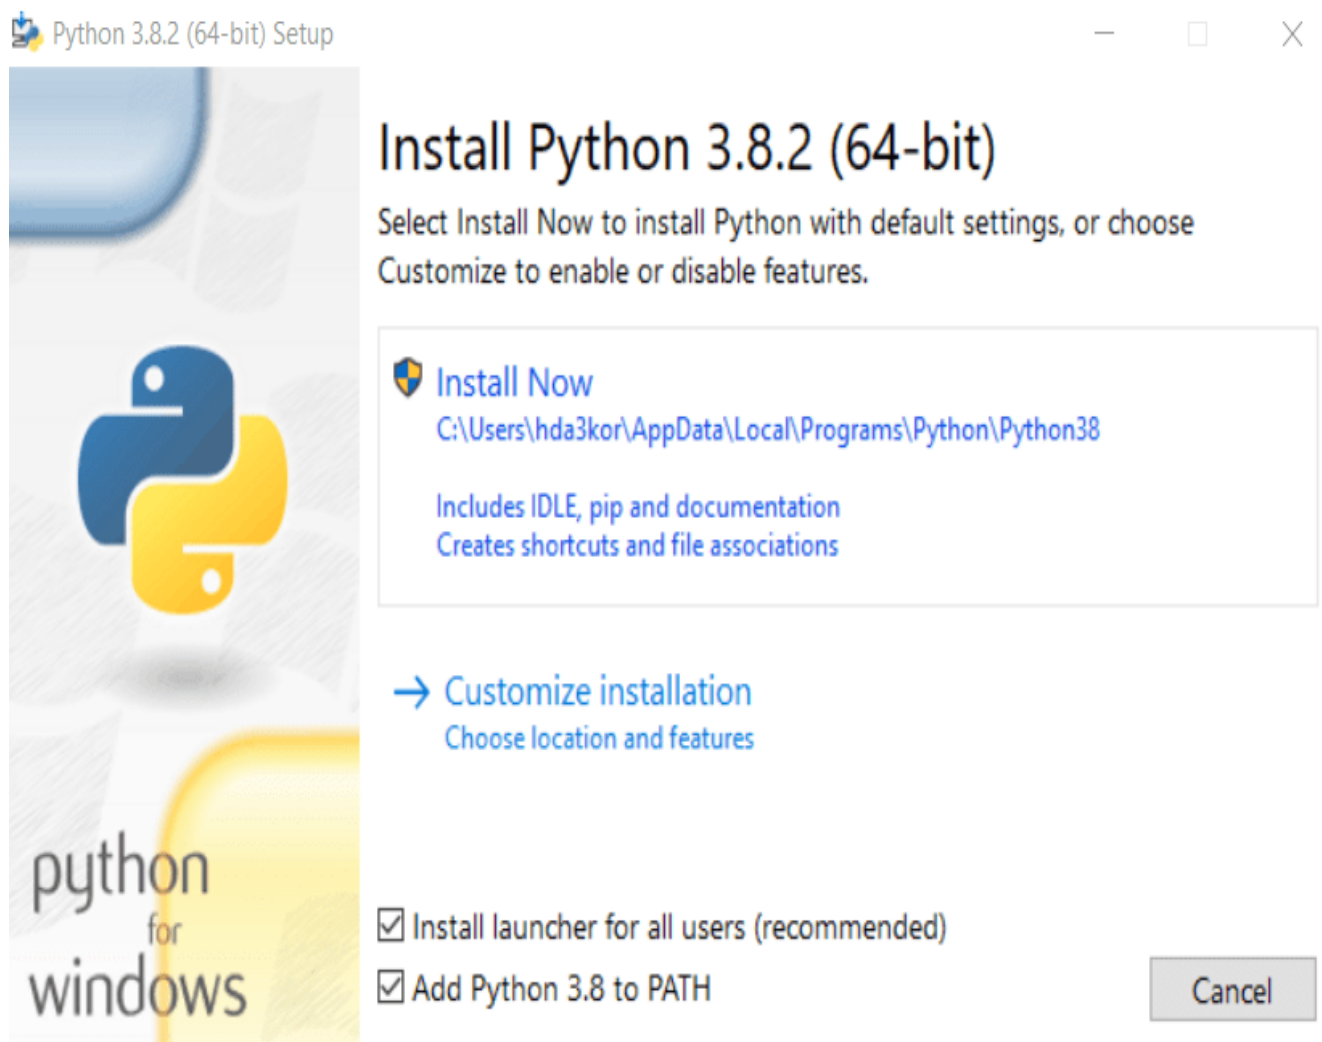 Python 3.8.2 (64-bit) Setup
Install Python 3.8.2 (64-bit)
Select Install Now to install Python with default settings, or choose
Customize to enable or disable features.
Install Now
C:\Users\hda3kor\AppData\Local\Programs\Python\Python38
Includes IDLE, pip and documentation
Creates shortcuts and file associations
Customize installation
Choose location and features
python
for
windows
Install launcher for all users (recommended)
Add Python 3.8 to PATH
Cancel